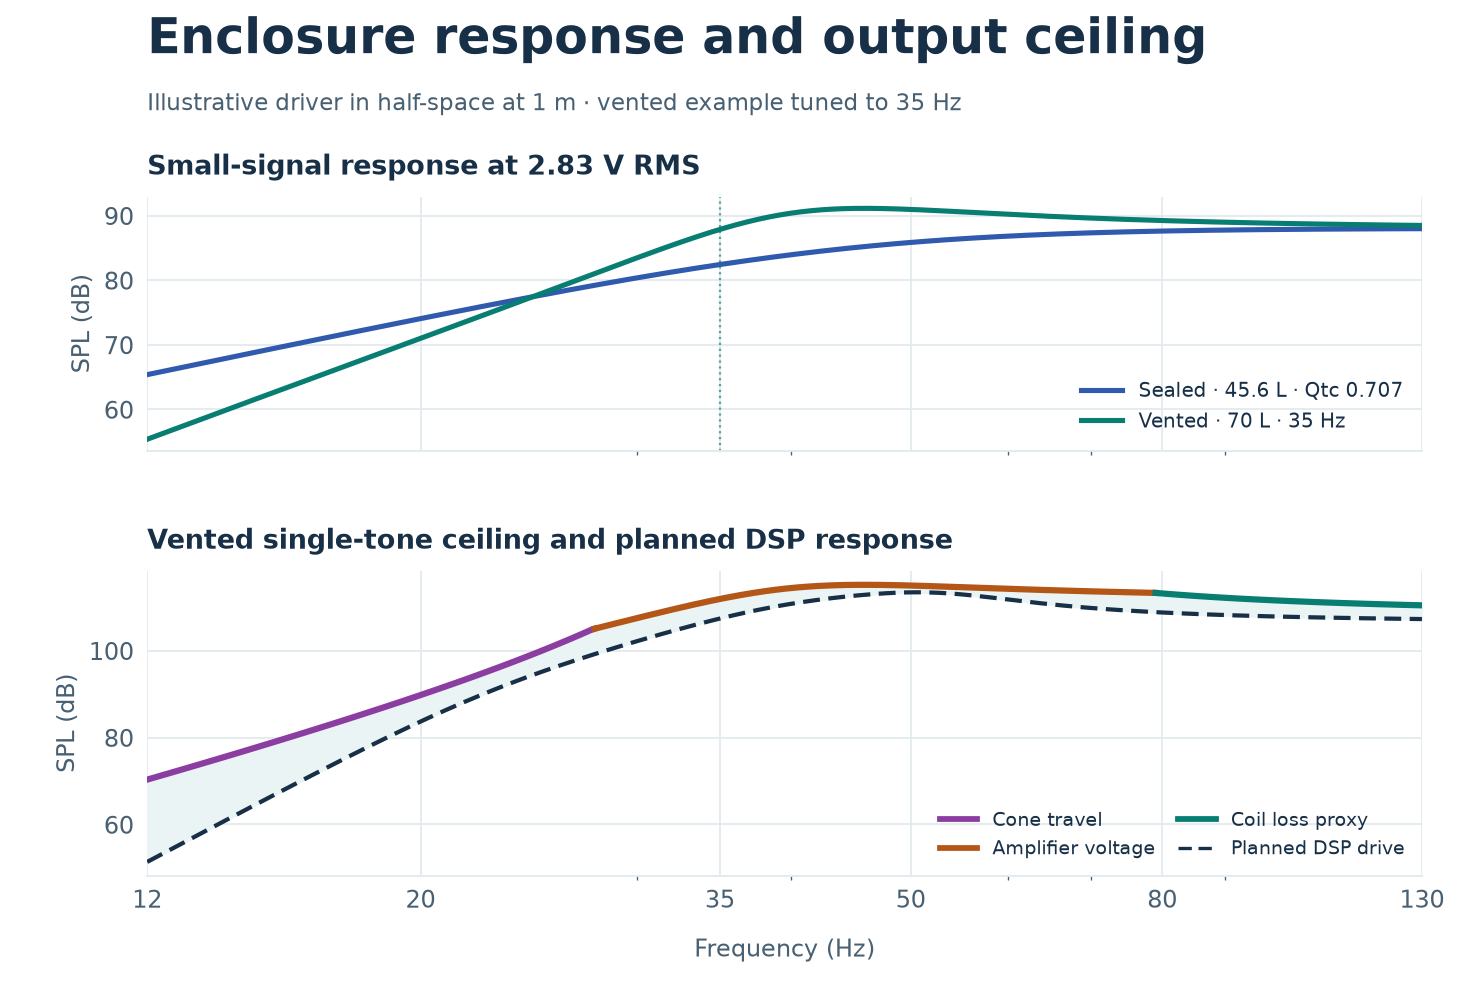 Enclosure response and output ceiling
Illustrative driver in half-space at 1 m · vented example tuned to 35 Hz
Small-signal response at 2.83 V RMS
SPL (dB)
90
80
70
60
Sealed · 45.6 L · Qtc 0.707
Vented · 70 L · 35 Hz
Vented single-tone ceiling and planned DSP response
SPL (dB)
100
80
60
Cone travel
Amplifier voltage
Coil loss proxy
Planned DSP drive
12 20 35 50 80 130
Frequency (Hz)